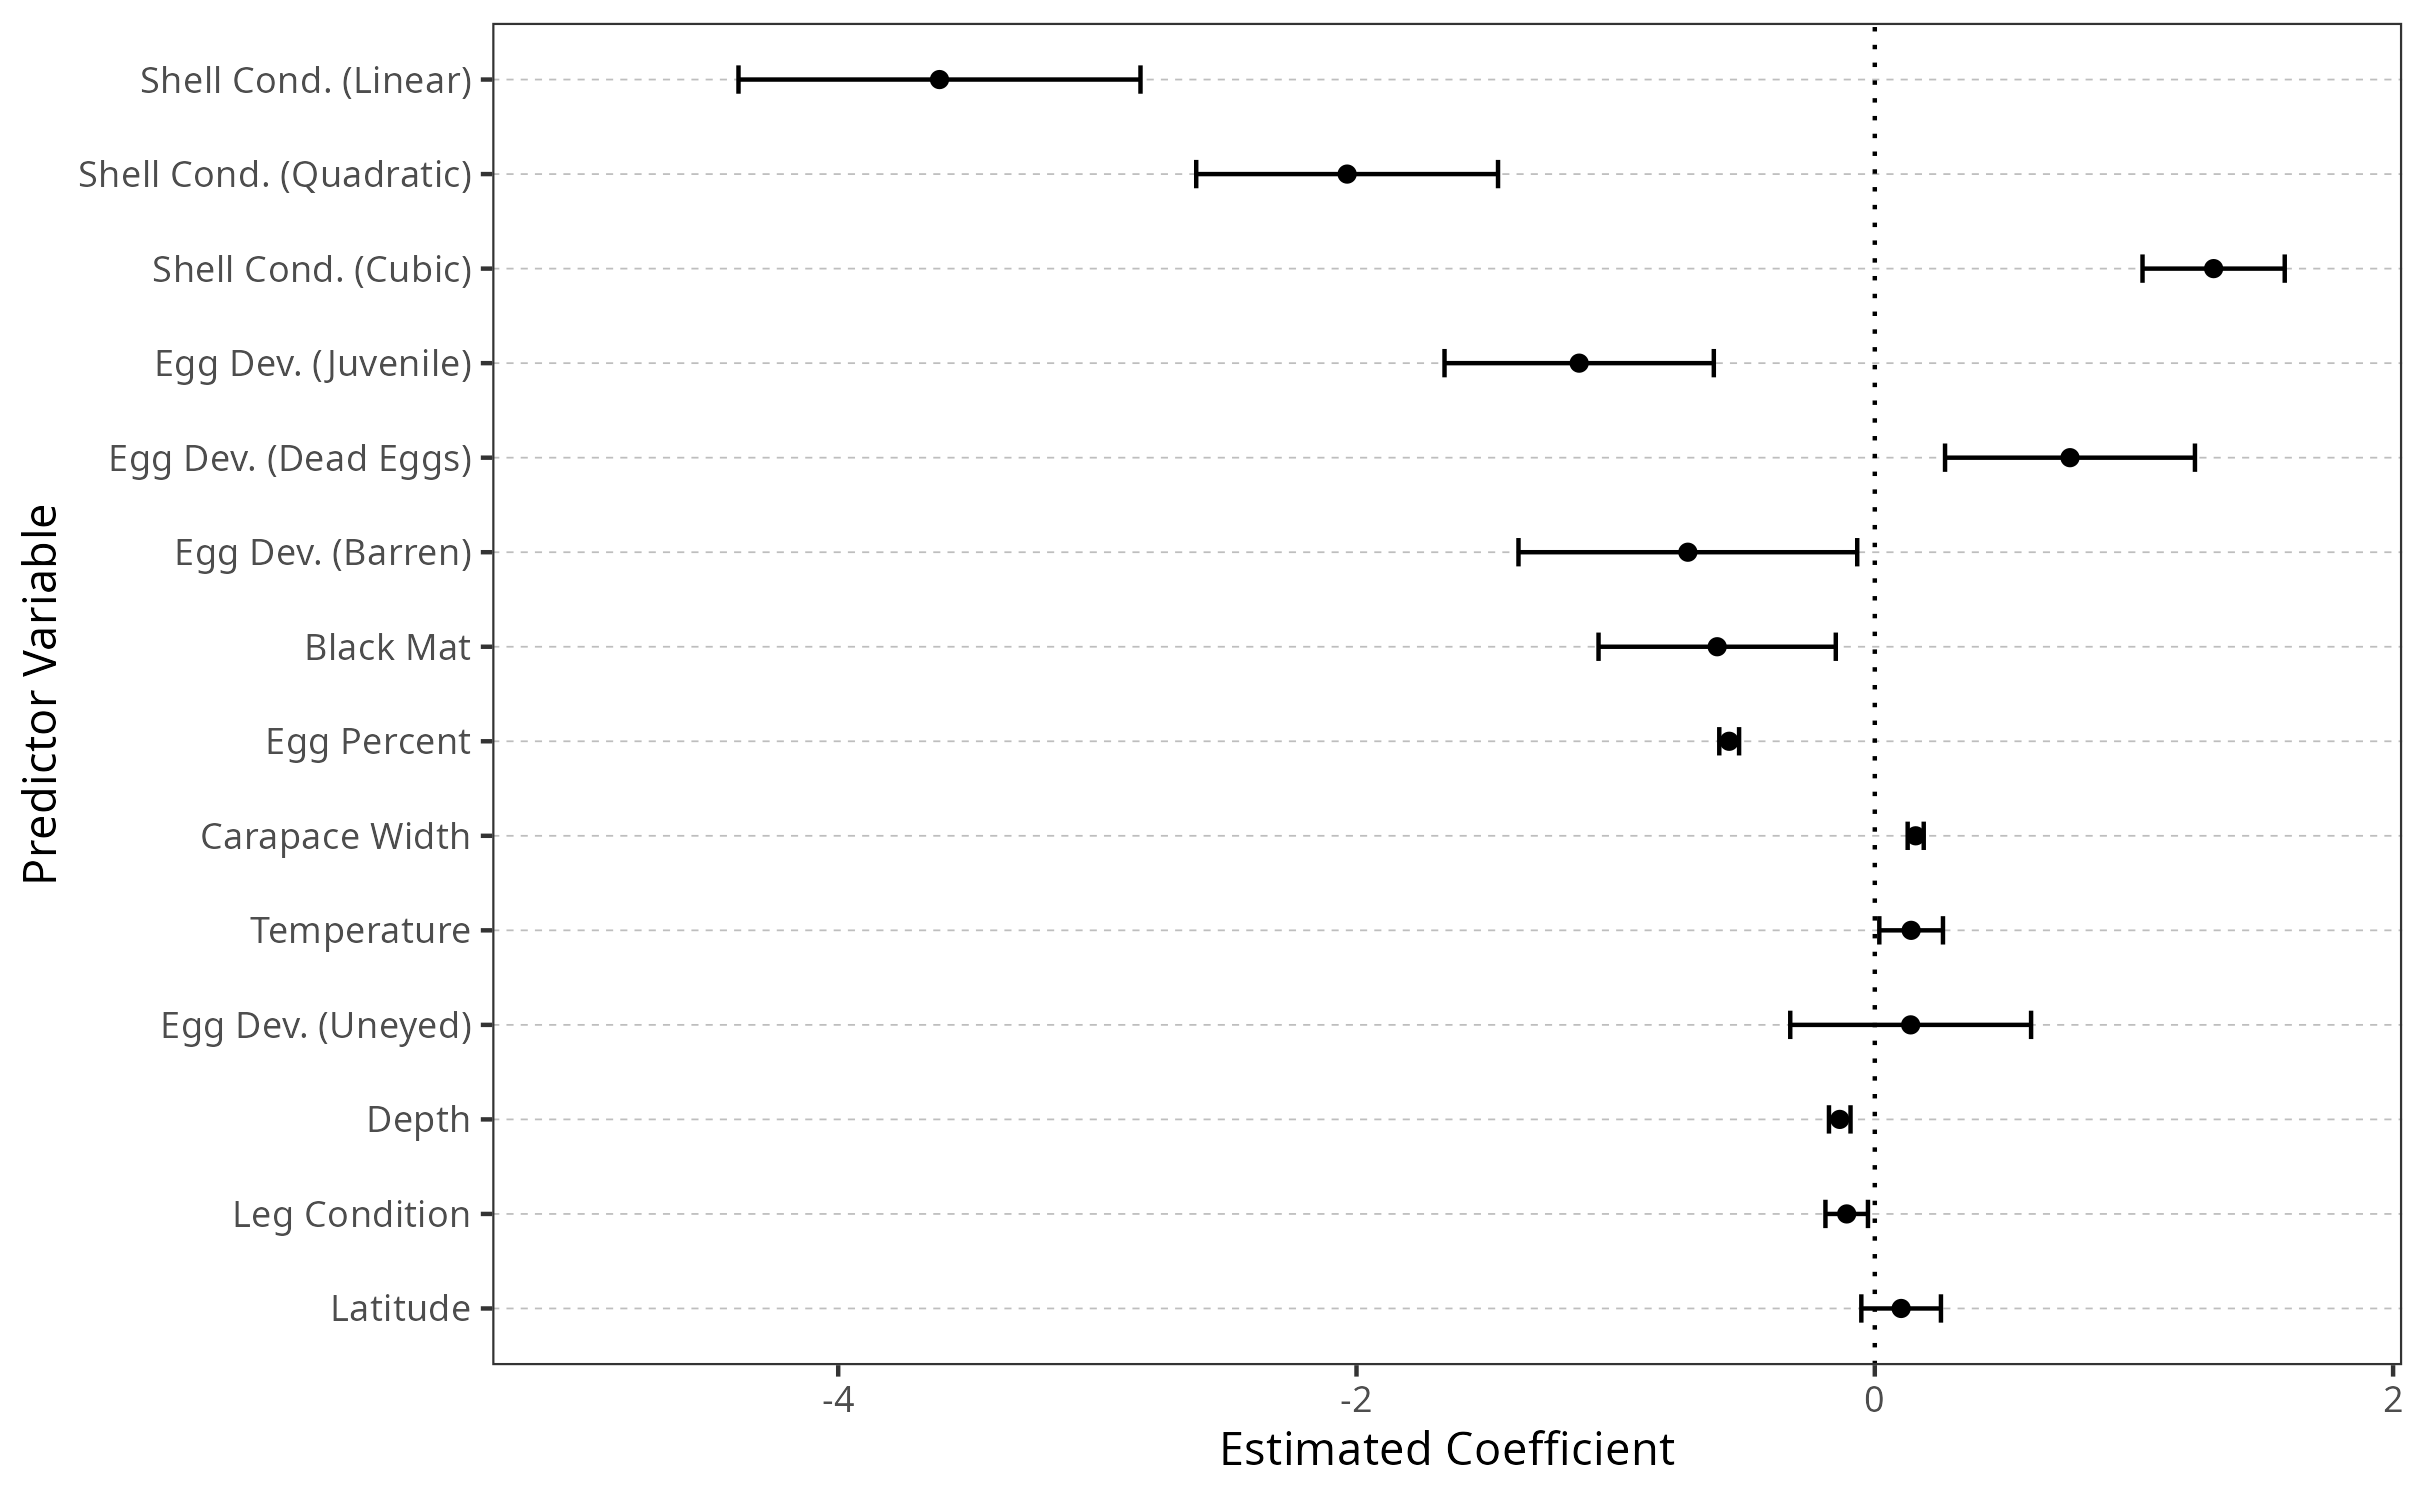 Predictor Variable
Shell Cond. (Linear)
Shell Cond. (Quadratic)
Shell Cond. (Cubic)
Egg Dev. (Juvenile)
Egg Dev. (Dead Eggs)
Egg Dev. (Barren)
Black Mat
Egg Percent
Carapace Width
Temperature
Egg Dev. (Uneyed)
Depth
Leg Condition
Latitude
-4 -2 0 2
Estimated Coefficient